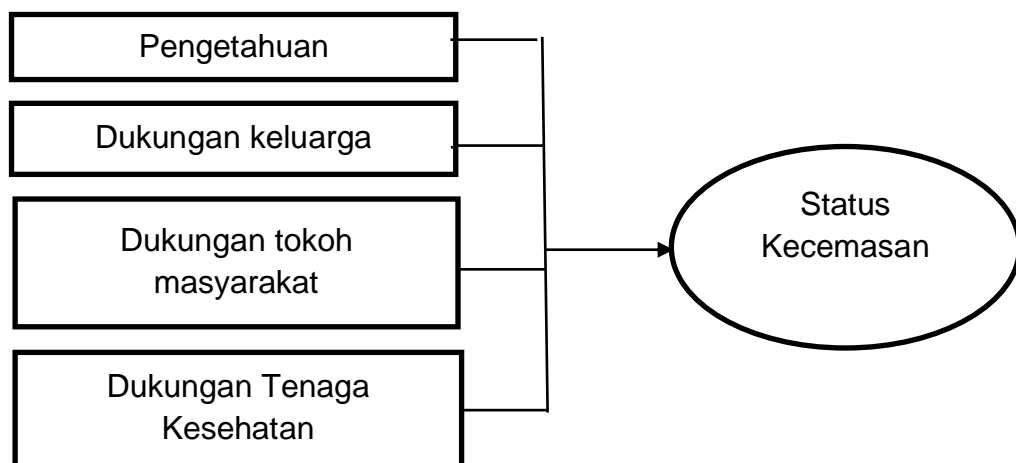 Pengetahuan
Dukungan keluarga
Dukungan tokoh
masyarakat
Dukungan Tenaga
Kesehatan
Status
Kecemasan